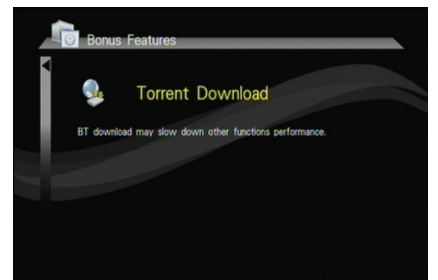 Bonus Features
Torrent Download
BT download may slow down other functions performance.